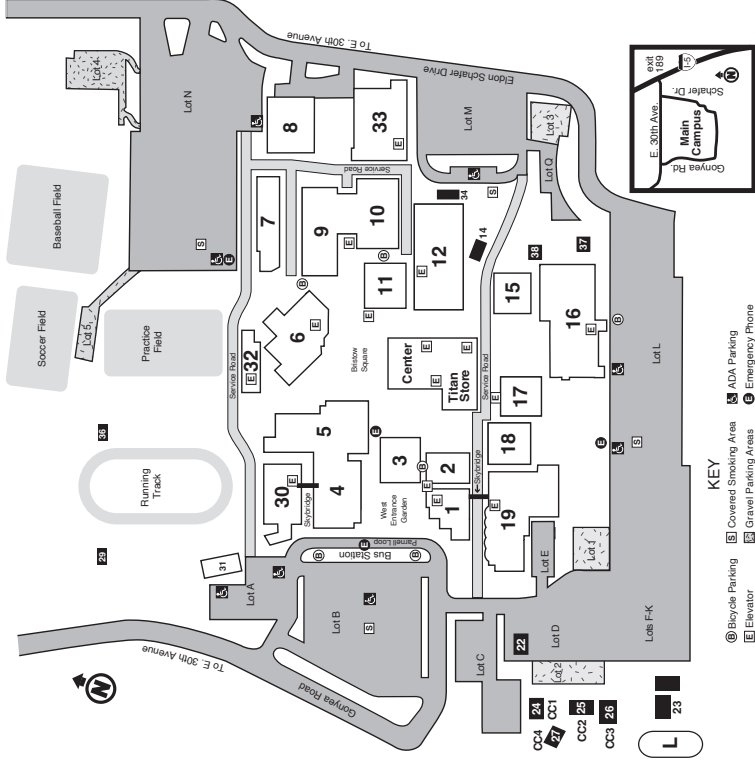 To E. 30th Avenue
Lot 4
Lot N
Baseball Field
Soccer Field
Lot 5
Practice
Field
36
Running
Track
29
To E. 30th Avenue
N
Gonyea Road
8
33
E
Service Road
Eldon Schafer Drive
Lot M
Lot 3
Lot Q
7
9
10
E
B
B
S
E
34
S
14
38
37
6
E
11
E
12
E
15
16
E
B
Service Road
32
E
Bristow
Square
Center
Titan
Store
E
E
E
Service Road
17
E
18
5
E
3
B
2
E
1
E
Skybridge
19
E
30
E
Skybridge
4
West
Entrance
Garden
31
Parnell Loop
Bus Station
B
E
B
Lot A
Lot B
S
Lot C
Lot D
Lot E
Lot 1
Lot 2
22
Lots F-K
Lot L
E
S
24
CC1
CC4
27
25
CC2
26
CC3
23
L
exit
189
I-5
E. 30th Ave.
Schafer Dr.
Main
Campus
Gonyea Rd.
N
KEY
B Bicycle Parking
S Covered Smoking Area
ADA Parking
E Elevator
Gravel Parking Areas
E Emergency Phone